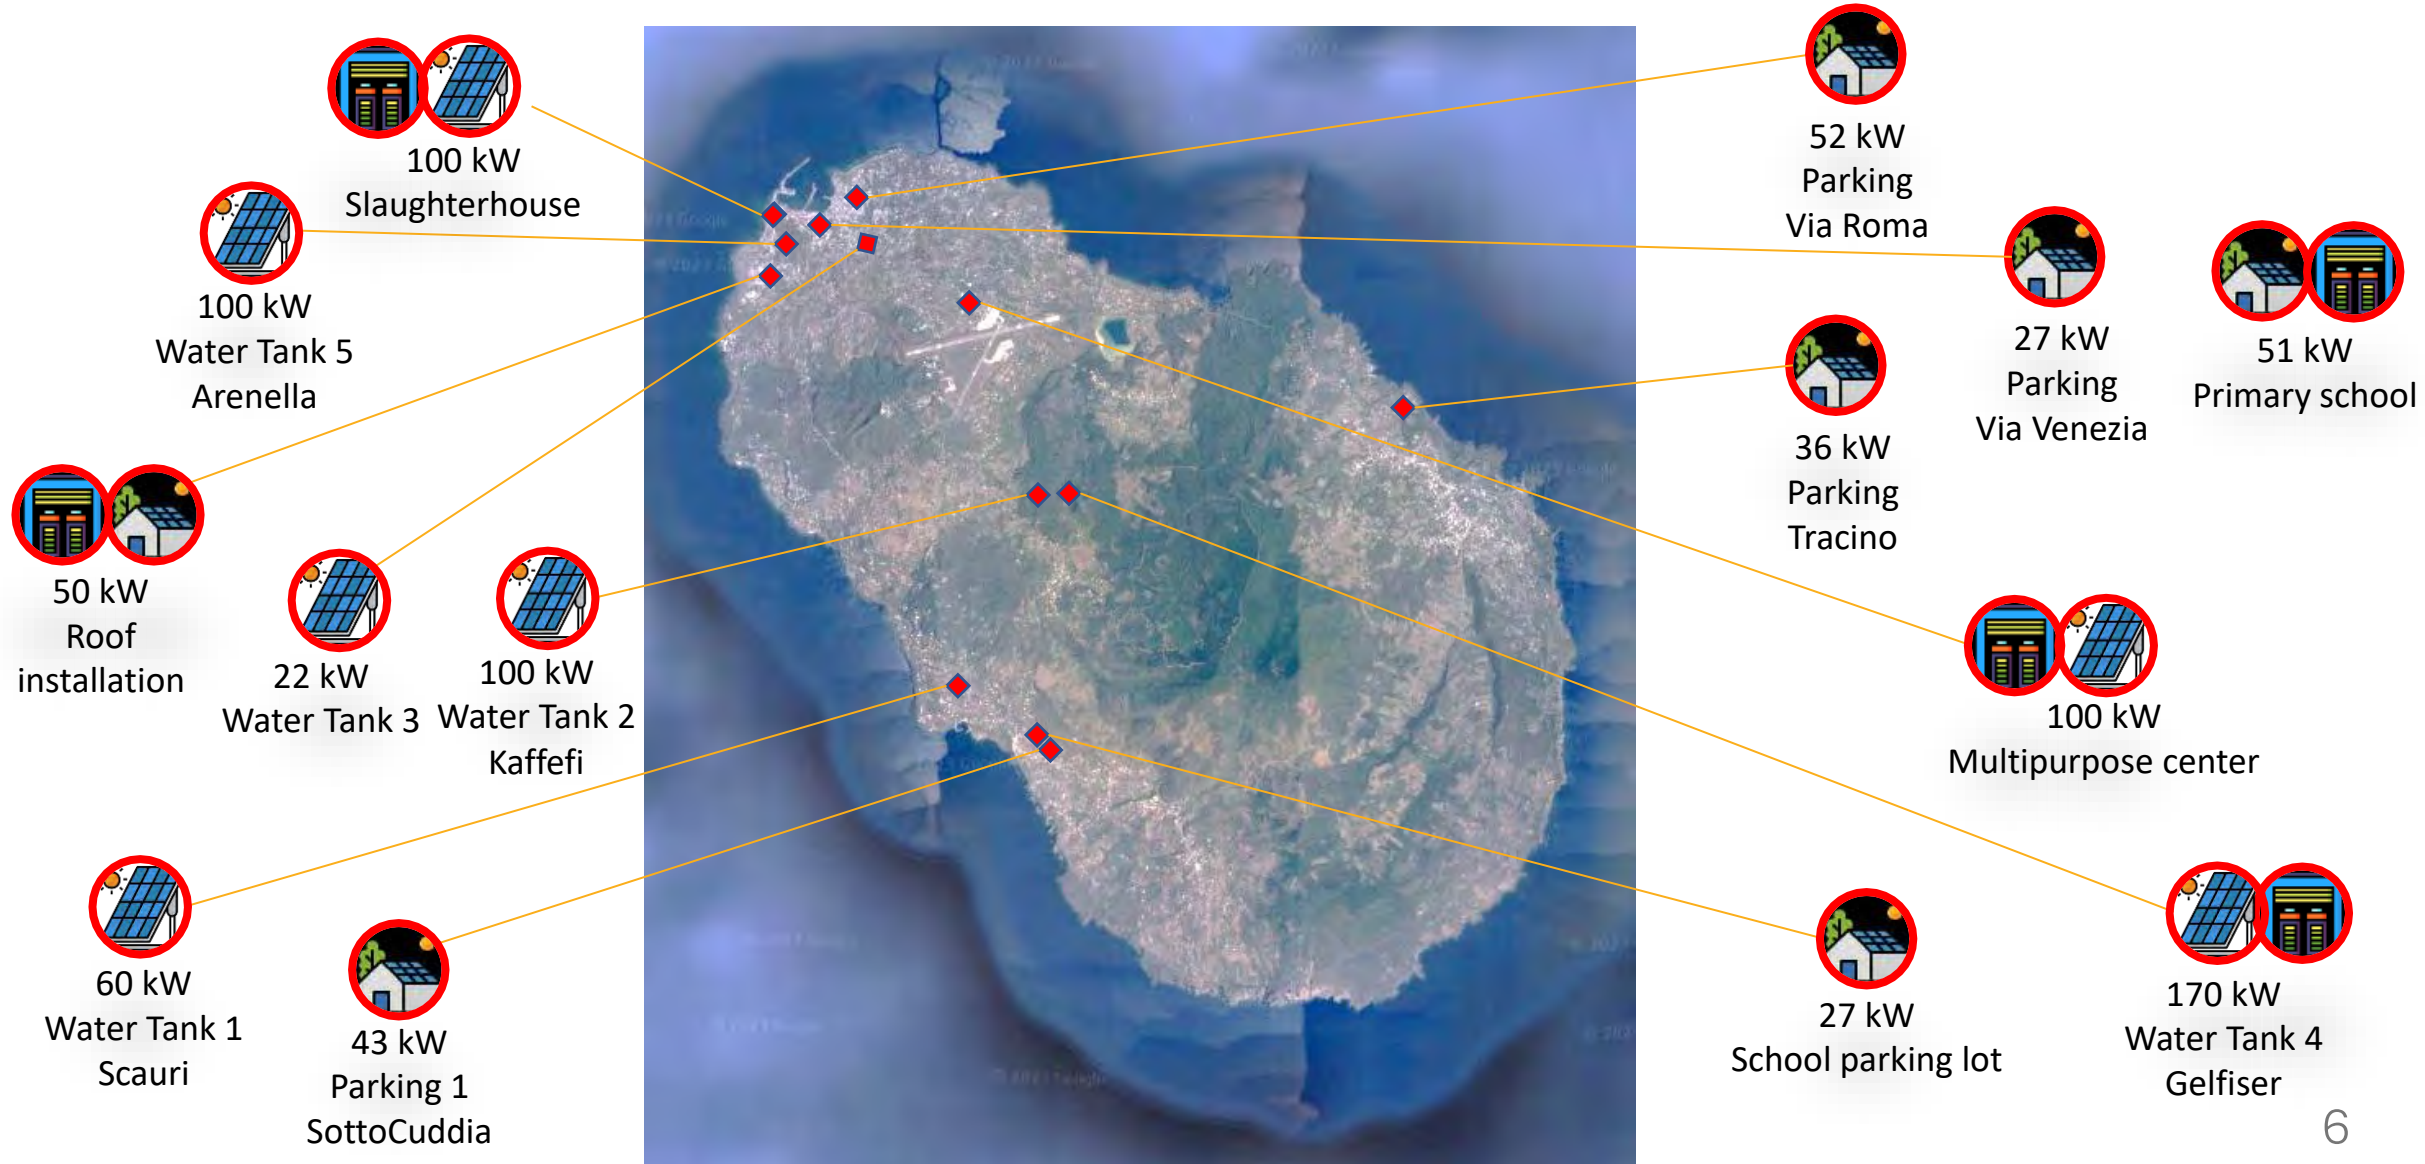 100 kW
Slaughterhouse
100 kW
Water Tank 5
Arenella
50 kW
Roof
installation
22 kW
Water Tank 3
100 kW
Water Tank 2
Kaffefi
60 kW
Water Tank 1
Scauri
43 kW
Parking 1
SottoCuddia
52 kW
Parking
Via Roma
27 kW
Parking
Via Venezia
51 kW
Primary school
36 kW
Parking
Tracino
100 kW
Multipurpose center
27 kW
School parking lot
170 kW
Water Tank 4
Gelfiser
6